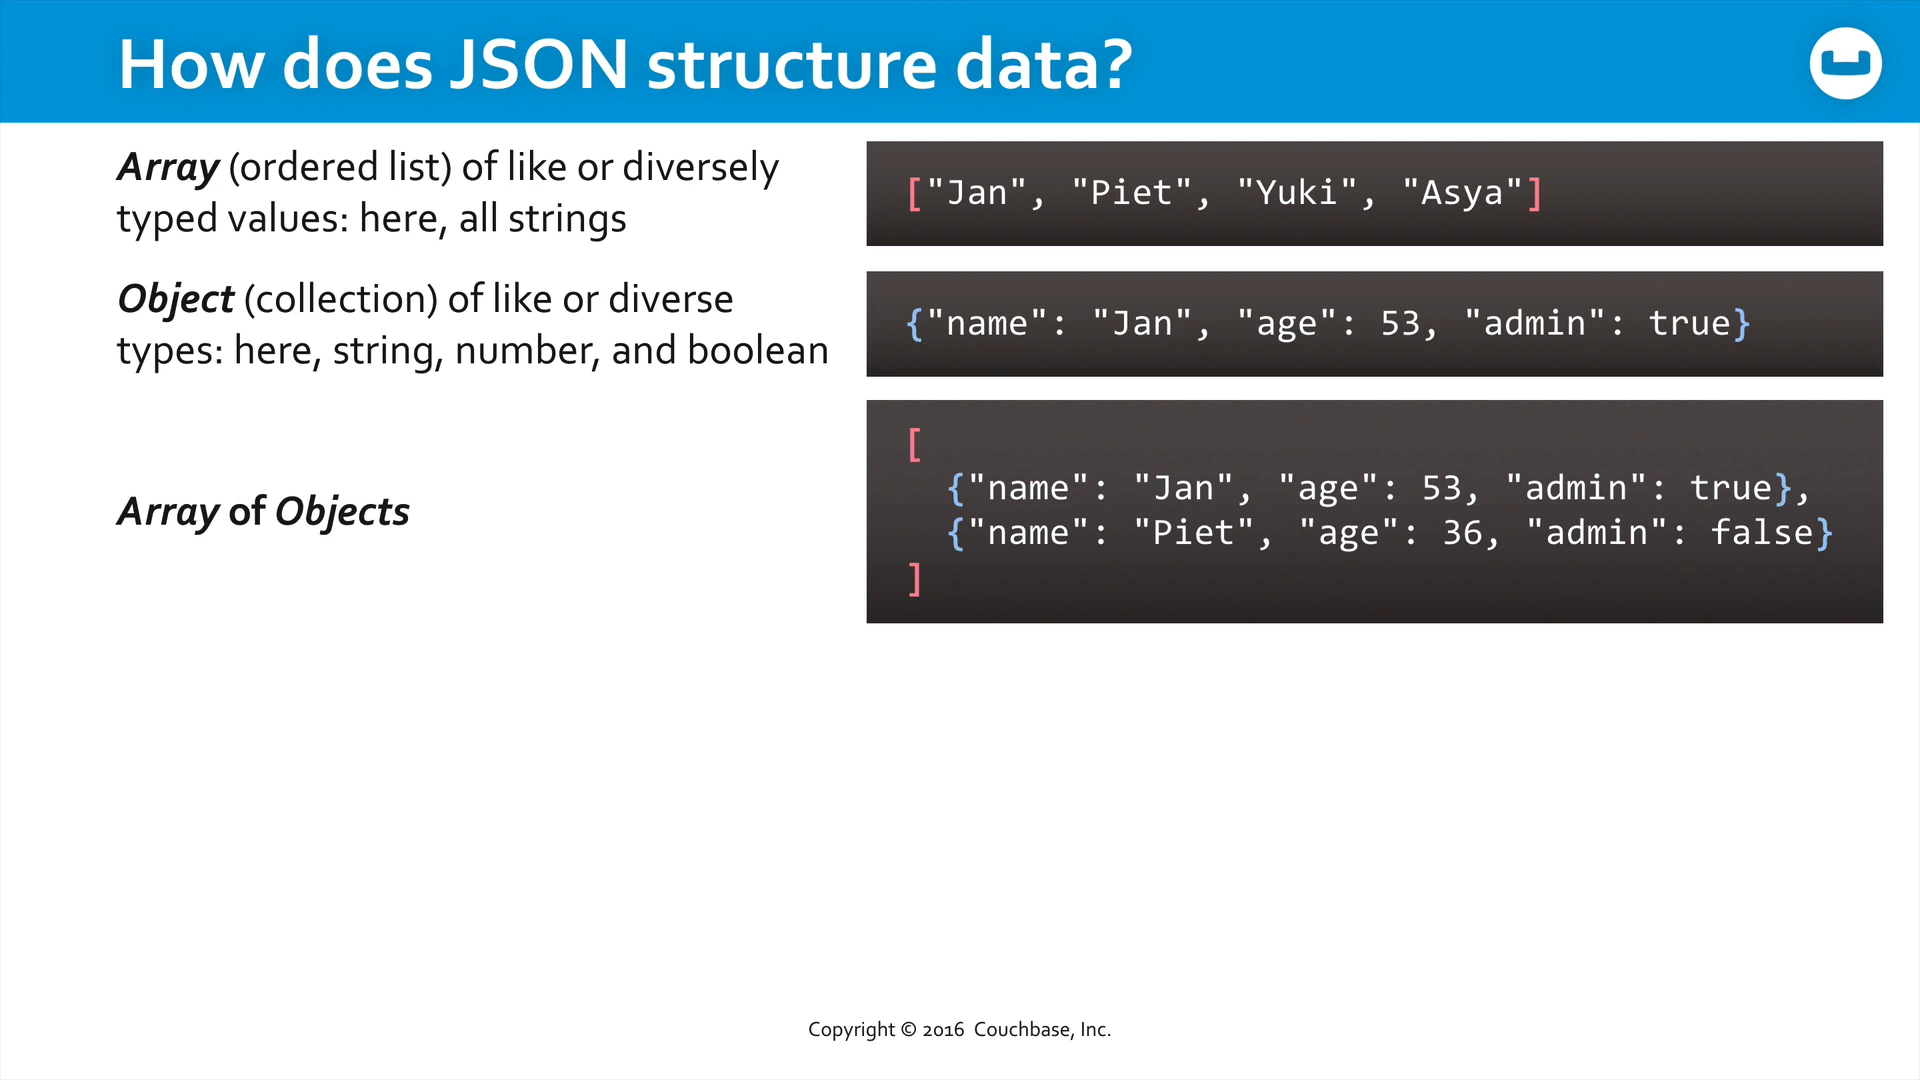 How does JSON structure data?
Array (ordered list) of like or diversely
typed values: here, all strings
["Jan", "Piet", "Yuki", "Asya"]
Object (collection) of like or diverse
types: here, string, number, and boolean
{"name": "Jan", "age": 53, "admin": true}
Array of Objects
[
{"name": "Jan", "age": 53, "admin": true},
{"name": "Piet", "age": 36, "admin": false}
]
Copyright © 2016 Couchbase, Inc.